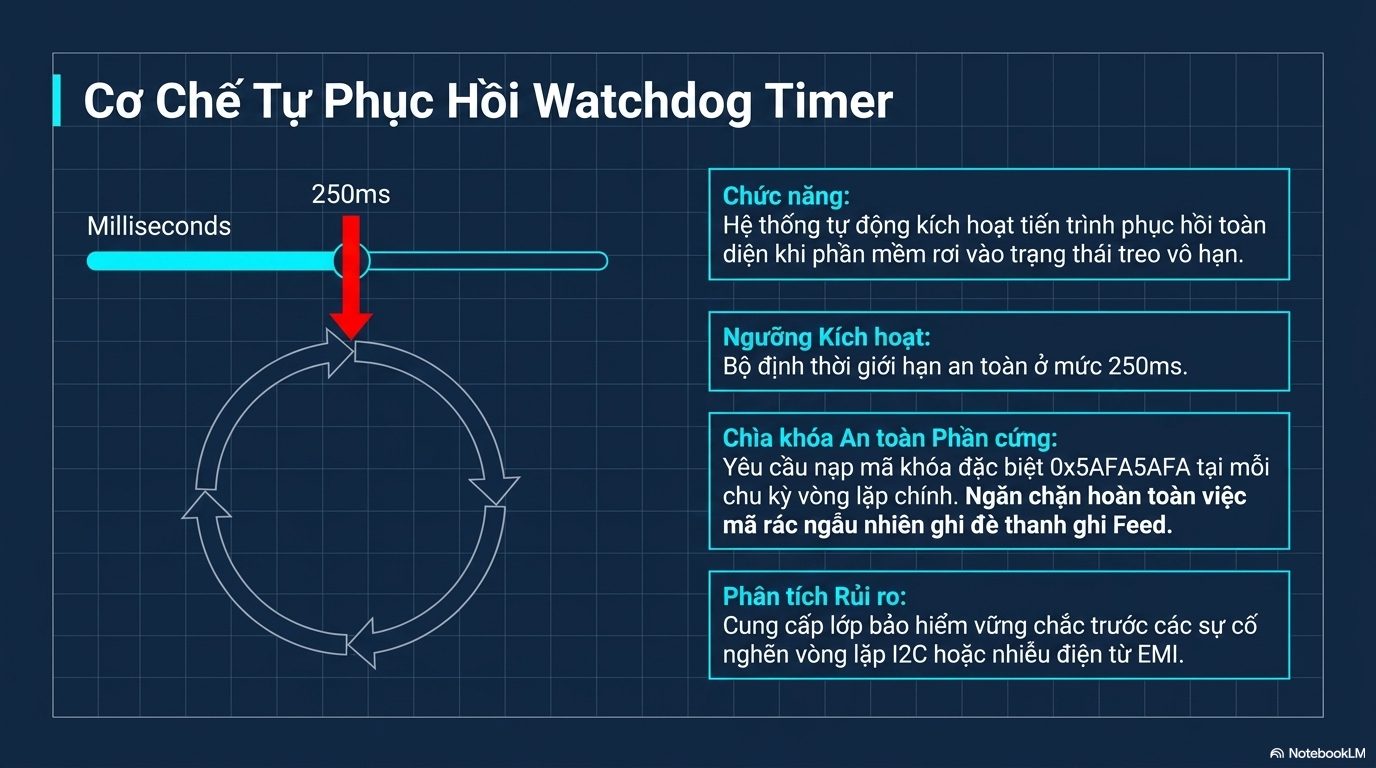 Cơ Chế Tự Phục Hồi Watchdog Timer
250ms
Milliseconds
Chức năng:
Hệ thống tự động kích hoạt tiến trình phục hồi toàn
diện khi phần mềm rơi vào trạng thái treo vô hạn.
Ngưỡng Kích hoạt:
Bộ định thời giới hạn an toàn ở mức 250ms.
Chìa khóa An toàn Phần cứng:
Yêu cầu nạp mã khóa đặc biệt 0x5AFA5AFA tại mỗi
chu kỳ vòng lặp chính. Ngăn chặn hoàn toàn việc
mã rác ngẫu nhiên ghi đè thanh ghi Feed.
Phân tích Rủi ro:
Cung cấp lớp bảo hiểm vững chắc trước các sự cố
nghẽn vòng lặp I2C hoặc nhiễu điện từ EMI.
NotebookLM